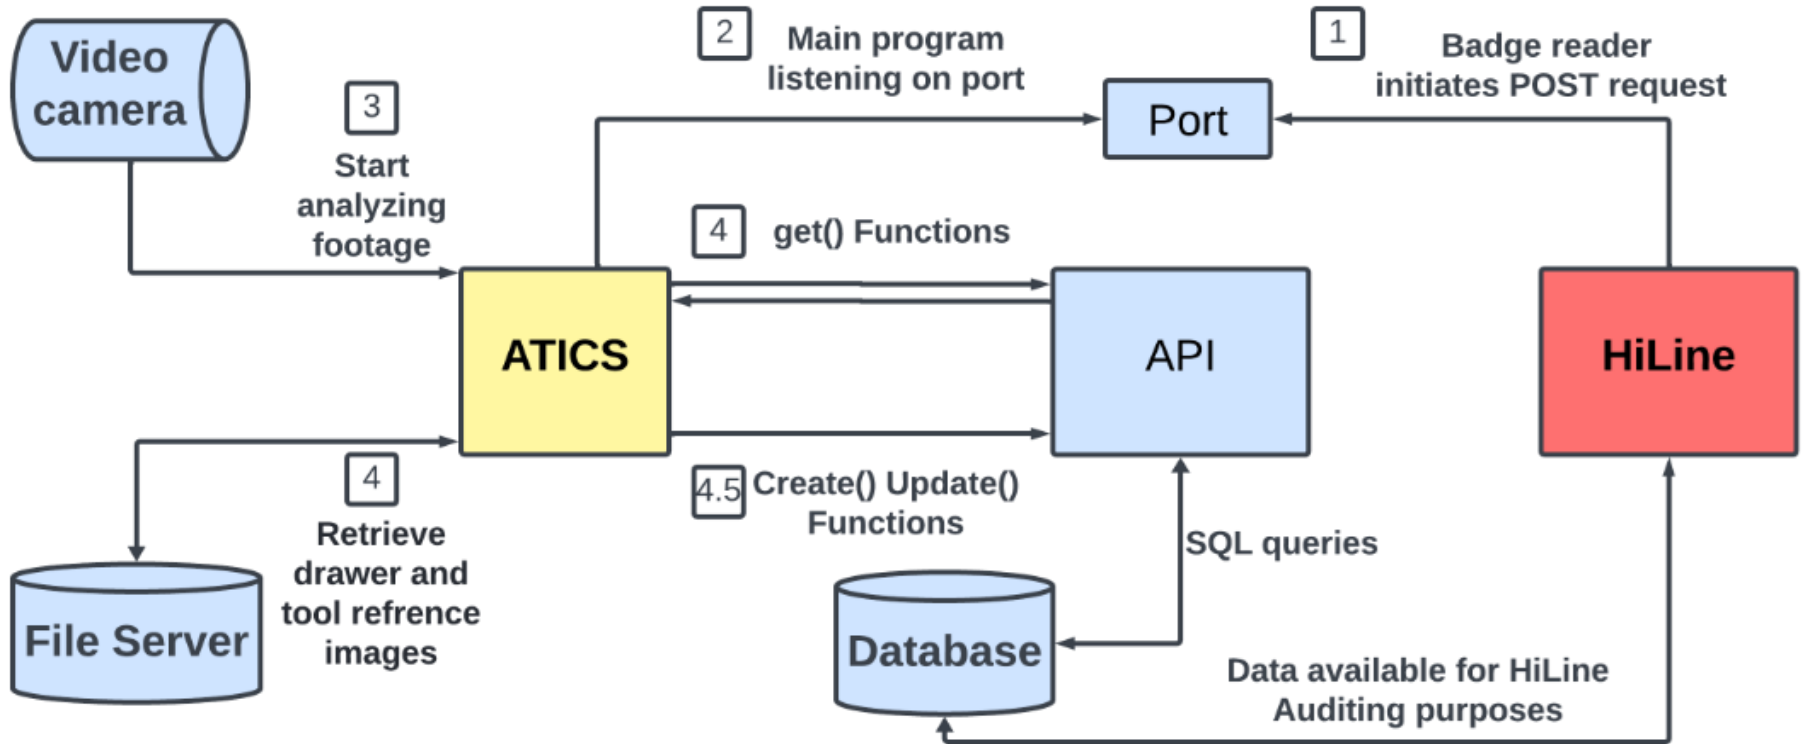 Video
camera
3
Start
analyzing
footage
2
Main program
listening on port
Port
1
Badge reader
initiates POST request
4
get() Functions
ATICS
API
HiLine
4
Retrieve
drawer and
tool refrence
images
4.5
Create() Update()
Functions
SQL queries
File Server
Database
Data available for HiLine
Auditing purposes